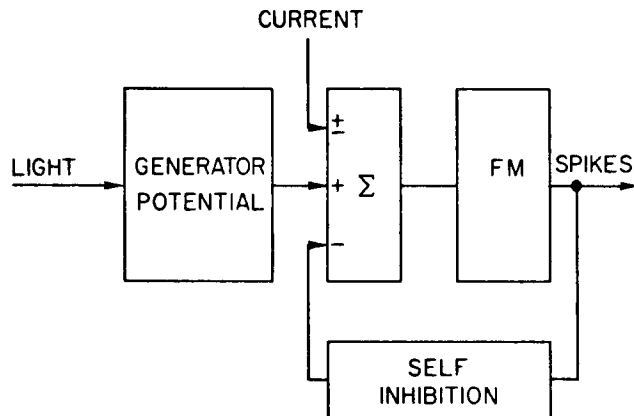 CURRENT
±
LIGHT
GENERATOR
POTENTIAL
+
Σ
−
FM
SPIKES
SELF
INHIBITION